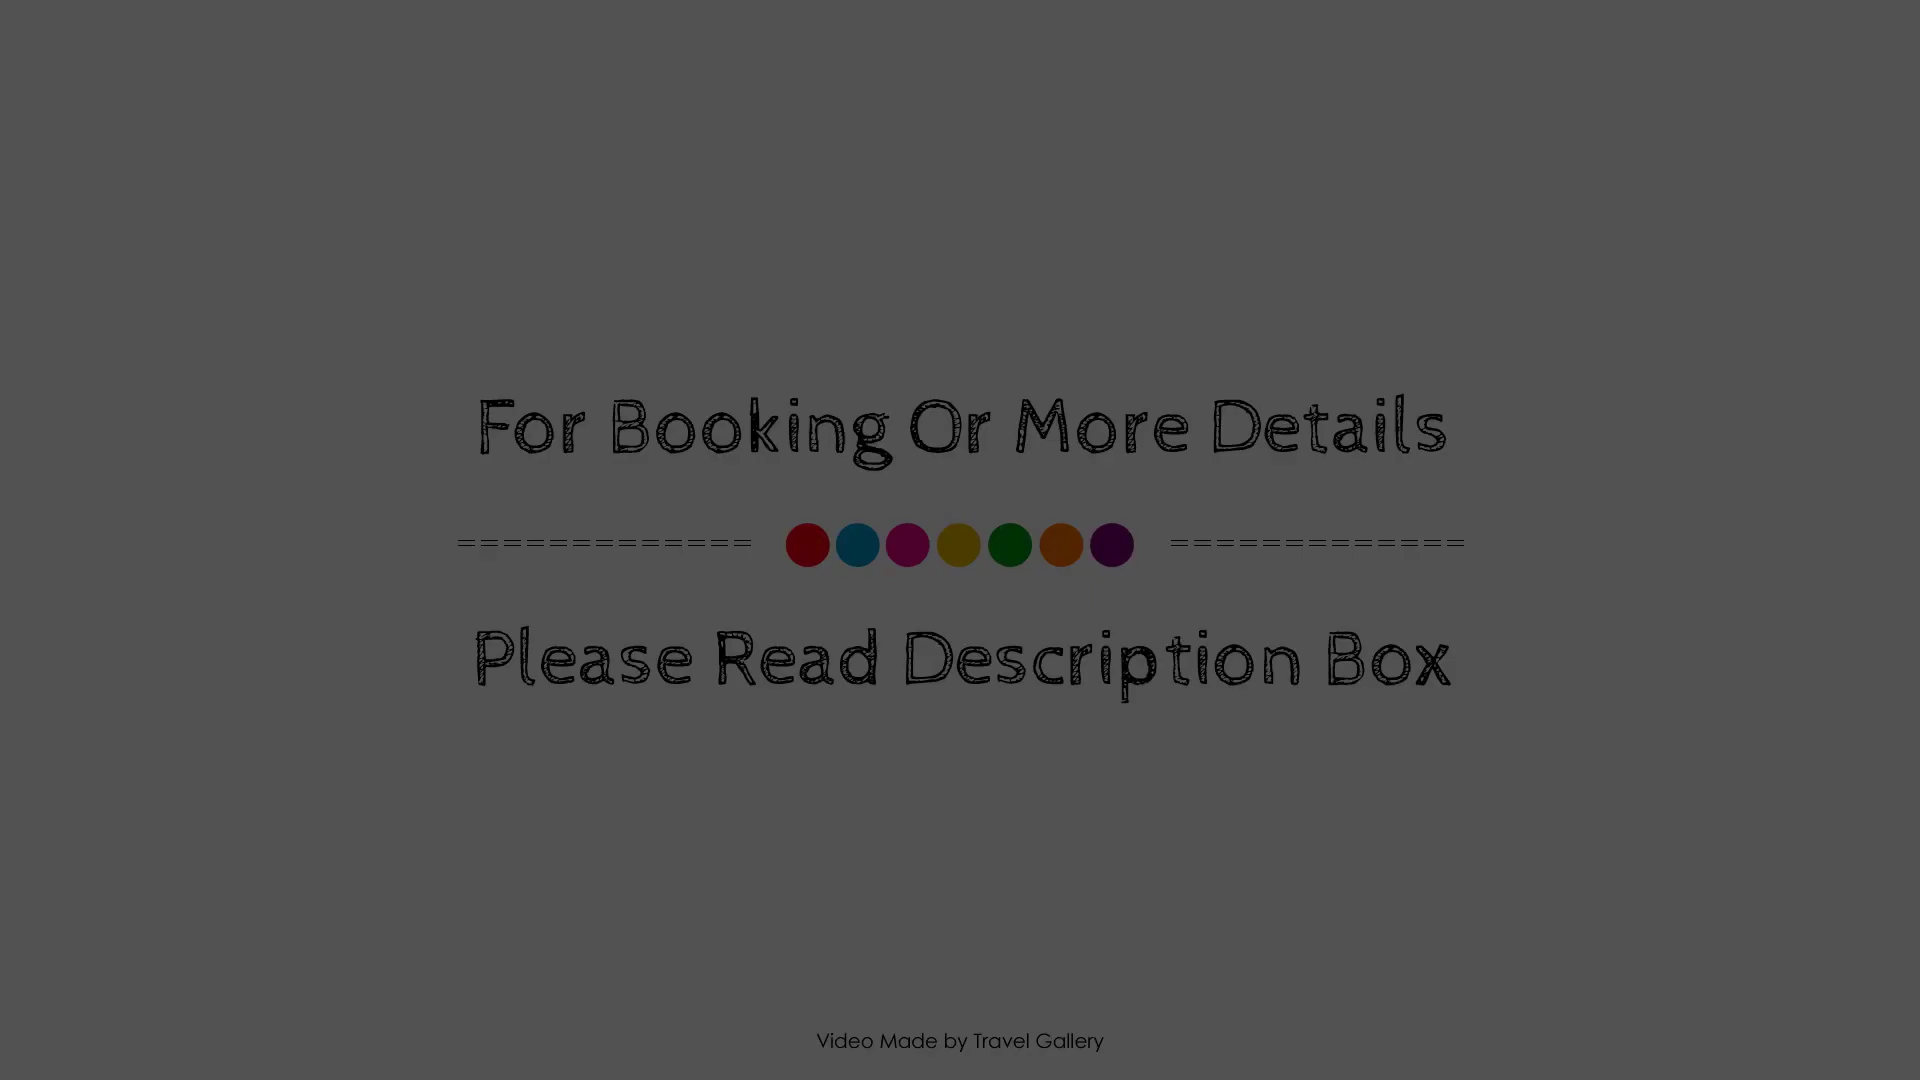 For Booking Or More Details
============= =============
Please Read Description Box
Video Made by Travel Gallery